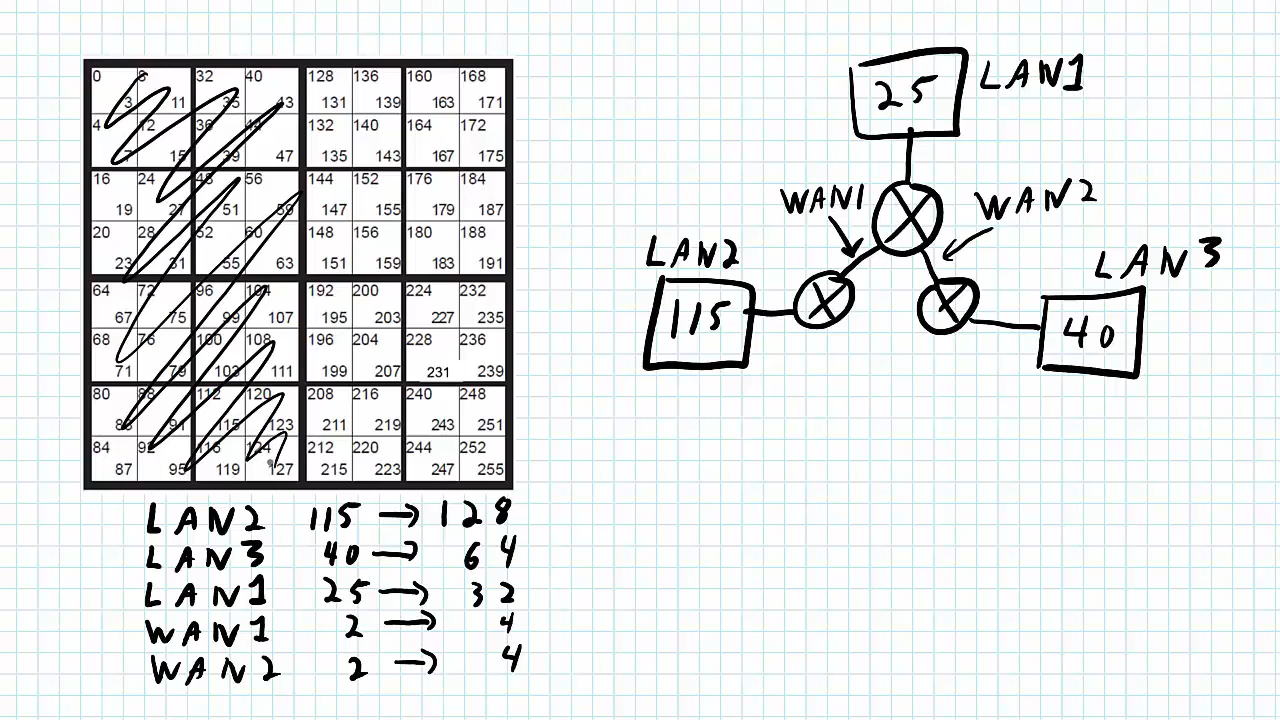 0 8 32 40 128 136 160 168
3 11 35 43 131 139 163 171
4 12 36 44 132 140 164 172
7 15 39 47 135 143 167 175
16 24 48 56 144 152 176 184
19 27 51 59 147 155 179 187
20 28 52 60 148 156 180 188
23 31 55 63 151 159 183 191
64 72 96 104 192 200 224 232
67 75 99 107 195 203 227 235
68 76 100 108 196 204 228 236
71 79 103 111 199 207 231 239
80 88 112 120 208 216 240 248
83 91 115 123 211 219 243 251
84 92 116 124 212 220 244 252
87 95 119 127 215 223 247 255
LAN2 115 → 128
LAN3 40 → 64
LAN1 25 → 32
WAN1 2 → 4
WAN2 2 → 4
25 LAN1
WAN1 WAN2
LAN2 LAN3
115 40